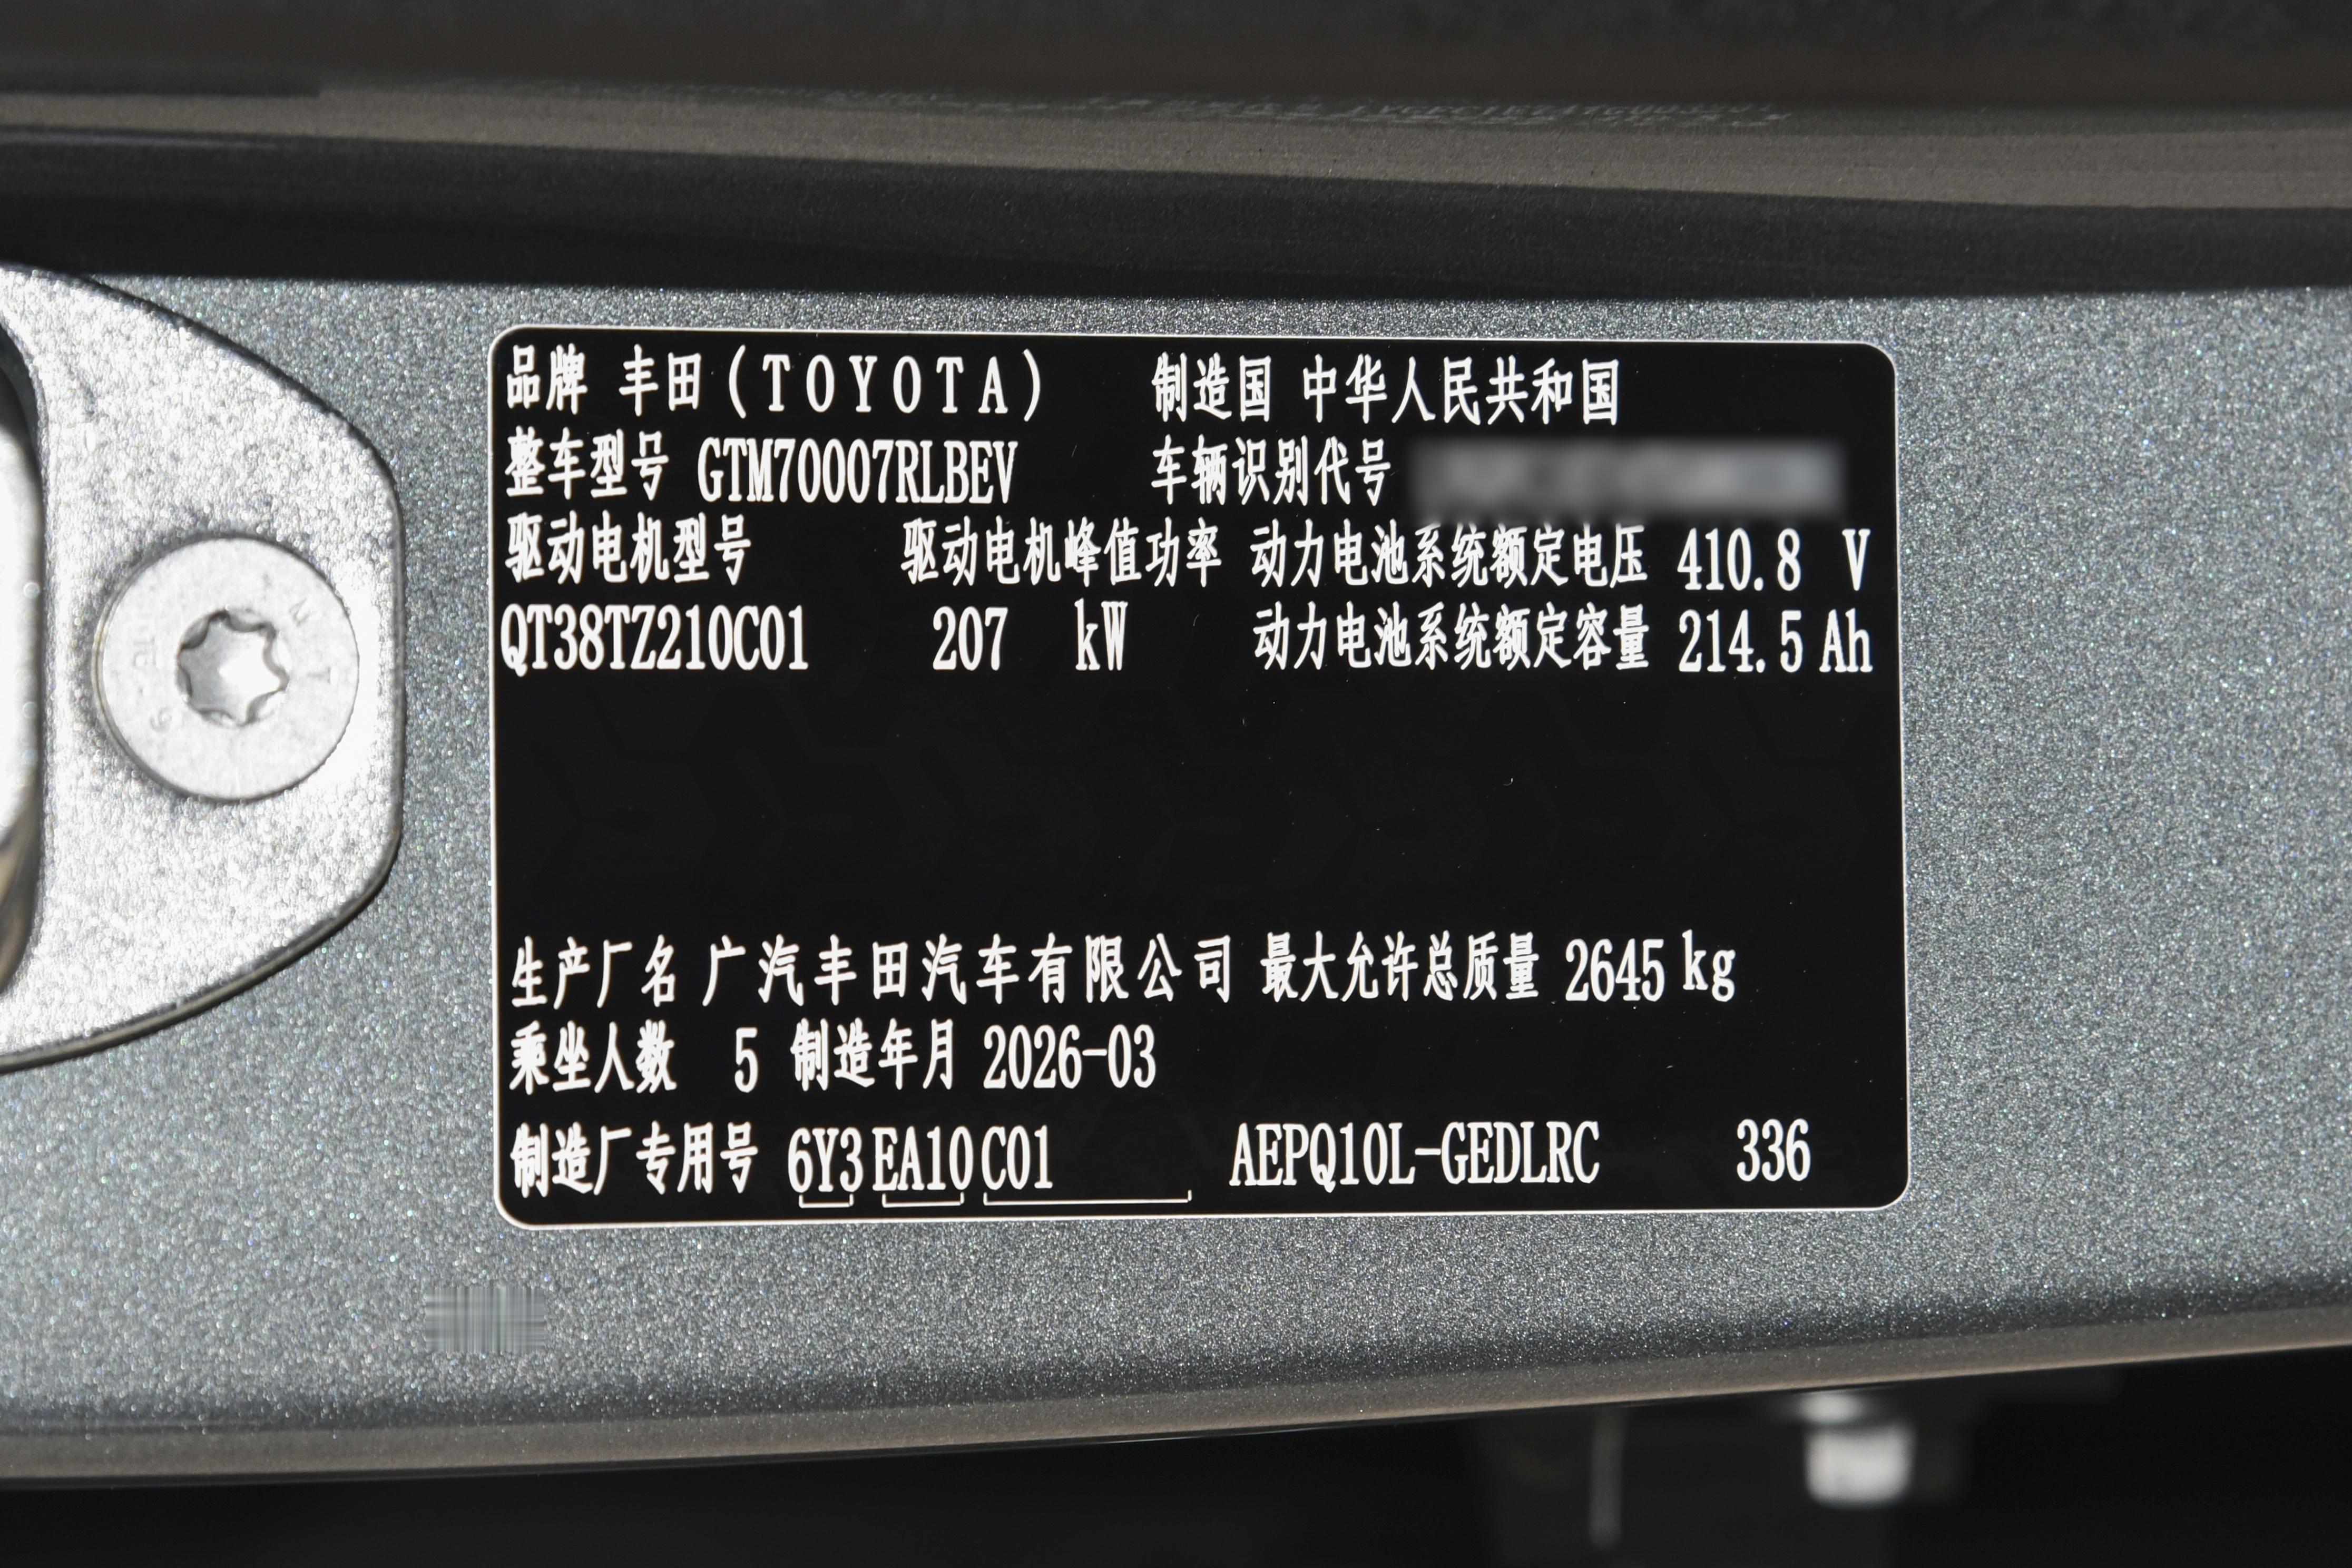 品牌 丰田(TOYOTA) 制造国 中华人民共和国
整车型号 GTM70007RLBEV 车辆识别代号
驱动电机型号 驱动电机峰值功率 动力电池系统额定电压 410.8 V
QT38TZ210C01 207 kW 动力电池系统额定容量 214.5 Ah
生产厂名 广汽丰田汽车有限公司 最大允许总质量 2645 kg
乘坐人数 5 制造年月 2026-03
制造厂专用号 6Y3 EA10 C01 AEPQ10L-GEDLRC 336